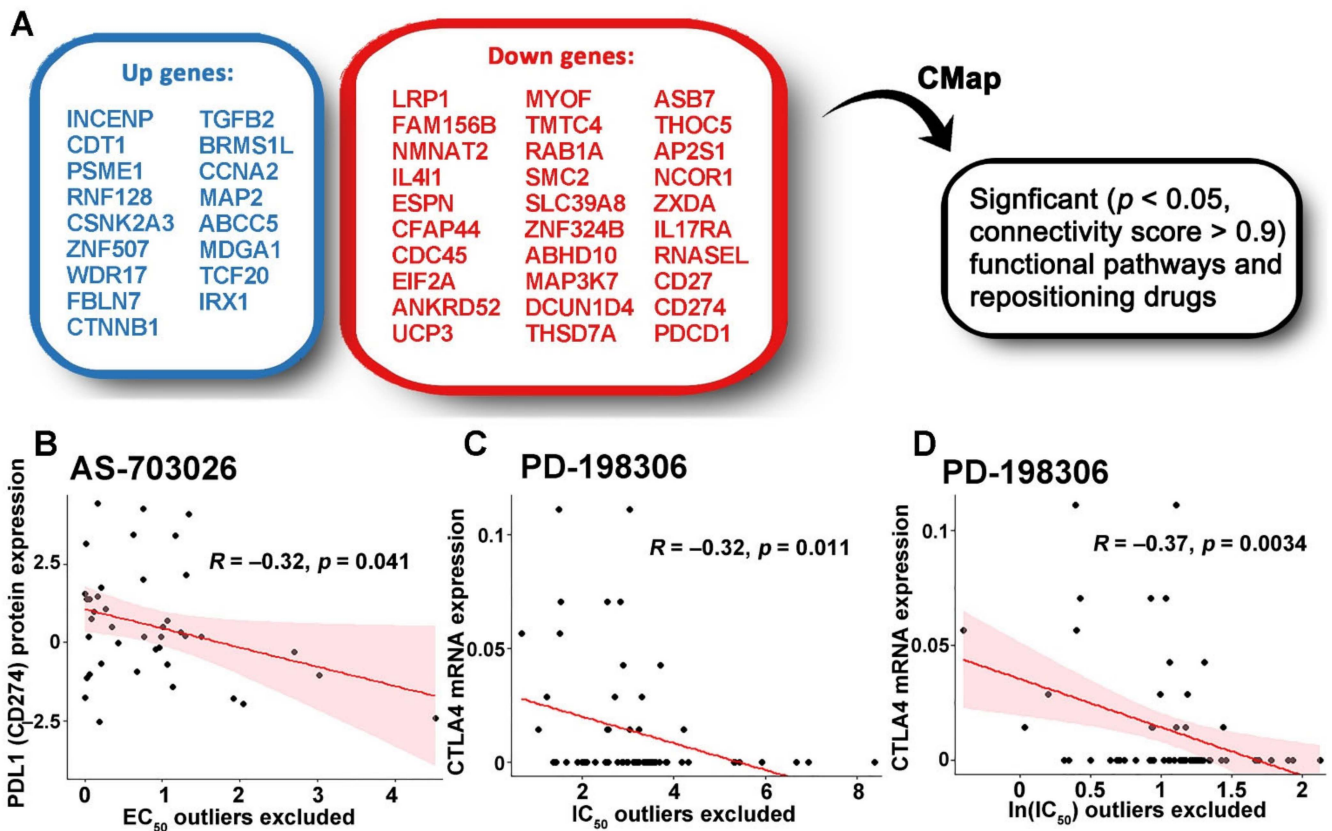 A
Up genes:
INCENP TGFB2
CDT1 BRMS1L
PSME1 CCNA2
RNF128 MAP2
CSNK2A3 ABCC5
ZNF507 MDGA1
WDR17 TCF20
FBLN7 IRX1
CTNNB1
Down genes:
LRP1 MYOF ASB7
FAM156B TMTC4 THOC5
NMNAT2 RAB1A AP2S1
IL4I1 SMC2 NCOR1
ESPN SLC39A8 ZXDA
CFAP44 ZNF324B IL17RA
CDC45 ABHD10 RNASEL
EIF2A MAP3K7 CD27
ANKRD52 DCUN1D4 CD274
UCP3 THSD7A PDCD1
CMap
Signficant (p < 0.05,
connectivity score > 0.9)
functional pathways and
repositioning drugs
B
AS-703026
PDL1 (CD274) protein expression
2.5
0
−2.5
R = −0.32, p = 0.041
0 1 2 3 4
EC50 outliers excluded
C
PD-198306
CTLA4 mRNA expression
0.1
0.05
0
R = −0.32, p = 0.011
2 4 6 8
IC50 outliers excluded
D
PD-198306
CTLA4 mRNA expression
0.1
0.05
0
R = −0.37, p = 0.0034
0 0.5 1 1.5 2
ln(IC50) outliers excluded